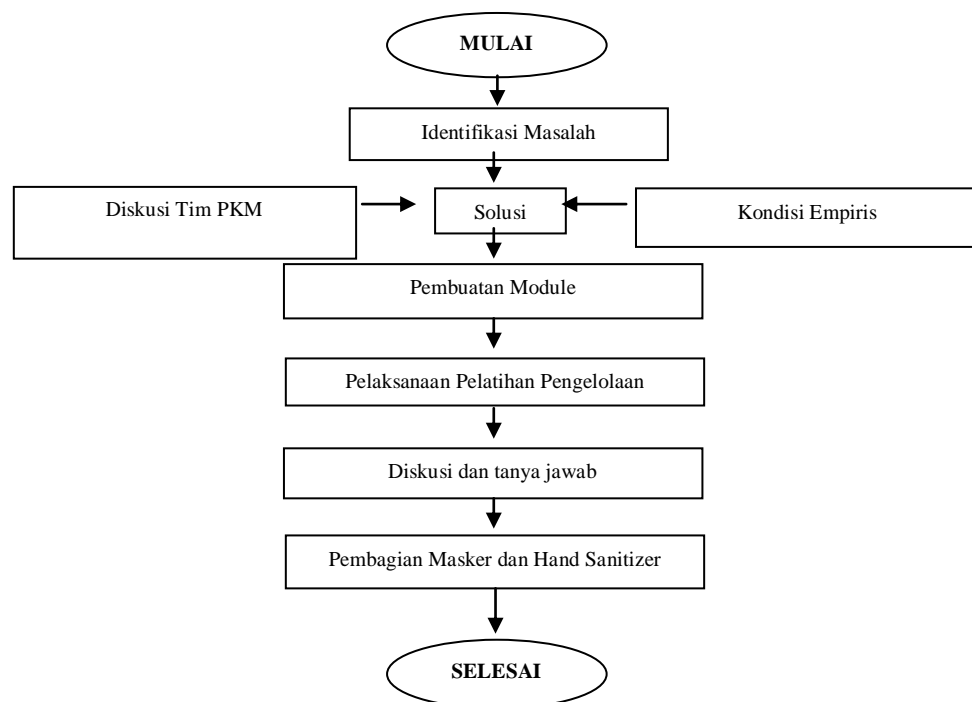 MULAI
Identifikasi Masalah
Diskusi Tim PKM
Solusi
Kondisi Empiris
Pembuatan Module
Pelaksanaan Pelatihan Pengelolaan
Diskusi dan tanya jawab
Pembagian Masker dan Hand Sanitizer
SELESAI